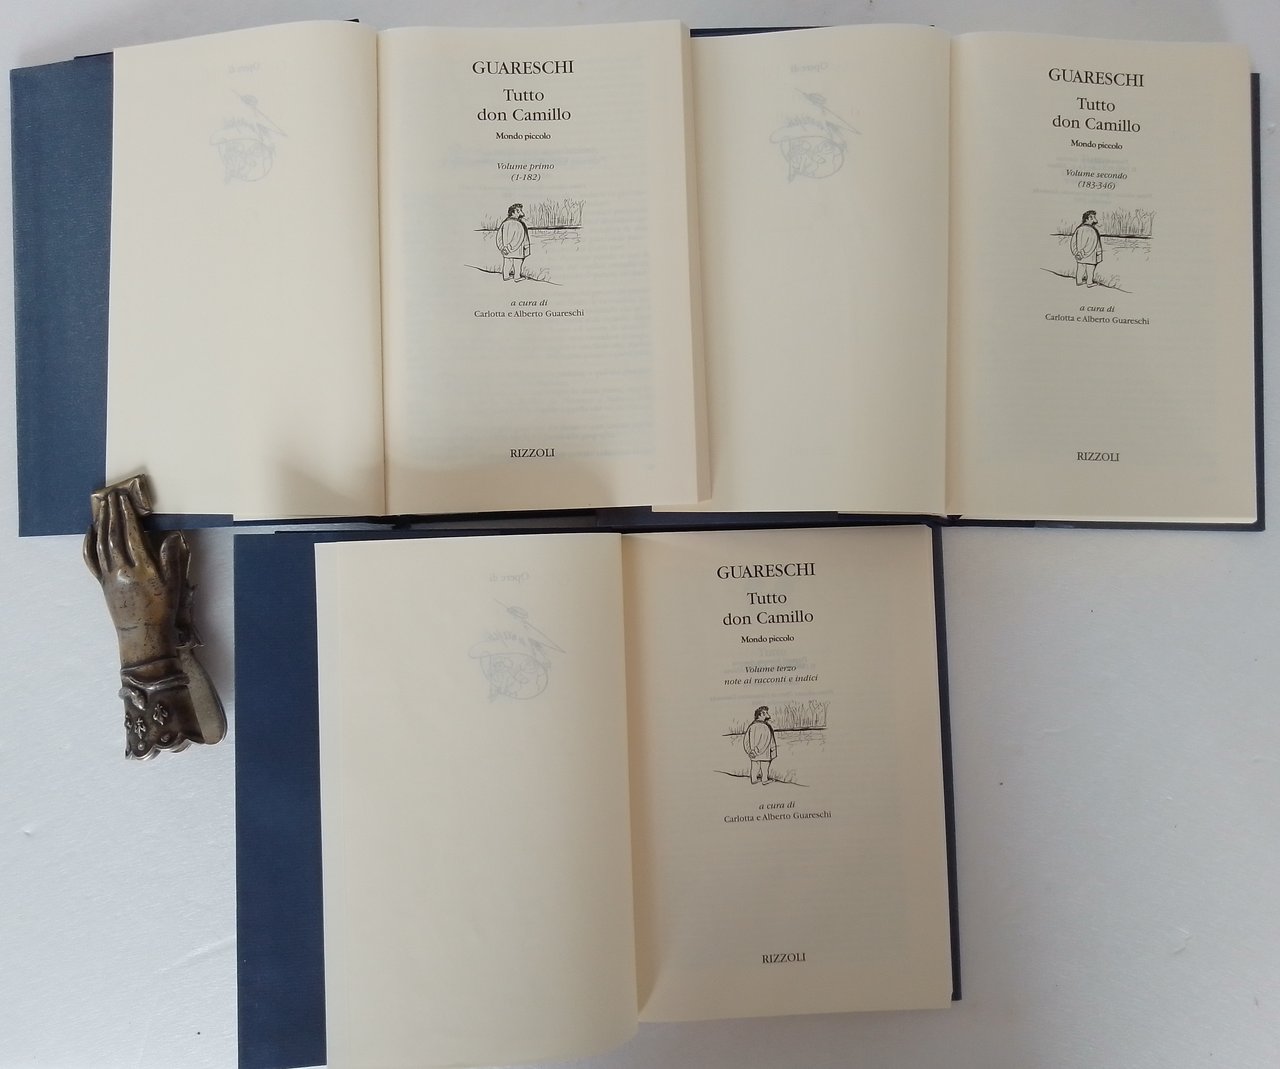 GUARESCHI
Tutto
don Camillo
Mondo piccolo
Volume primo
(1-182)
a cura di
Carlotta e Alberto Guareschi
RIZZOLI
GUARESCHI
Tutto
don Camillo
Mondo piccolo
Volume secondo
(183-346)
a cura di
Carlotta e Alberto Guareschi
RIZZOLI
Opere di
GUARESCHI
Tutto
don Camillo
Mondo piccolo
Volume terzo
note ai racconti e indici
a cura di
Carlotta e Alberto Guareschi
RIZZOLI